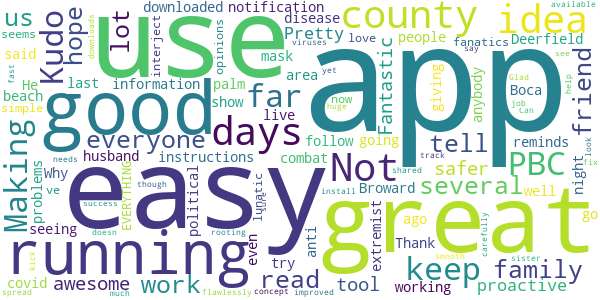 us
downloaded
notification
county
idea
available
seems
use
Pretty
disease
love
fanatics
said
Kudo
hope
lot
interject
opinions
mask
people
Deerfield
downloads
viruses
say
He
last
information
palm
area
yet
app
Fantastic
giving
anybody
Boca
Glad
job
Can
beach
good
far
show
now
huge
friend
see
fast
simple
everyone
days
live
tell
reminds
help
Making
problems
Why
husband
instructions
follow
going
combat
safer
PBC
night
look
fix
needs
though
ve
easy
Not
Broward
several
well
track
shared
success
EVERYTHING
political
lunatic
even
anti
extremist
ago
great
go
seeing
running
doesn
sure
try
Thank
install
carefully
covid
awesome
work
read
tool
working
keep
family
proactive
smooth
sister
spread
kick
much
rooting
flawlessly
concept
improved